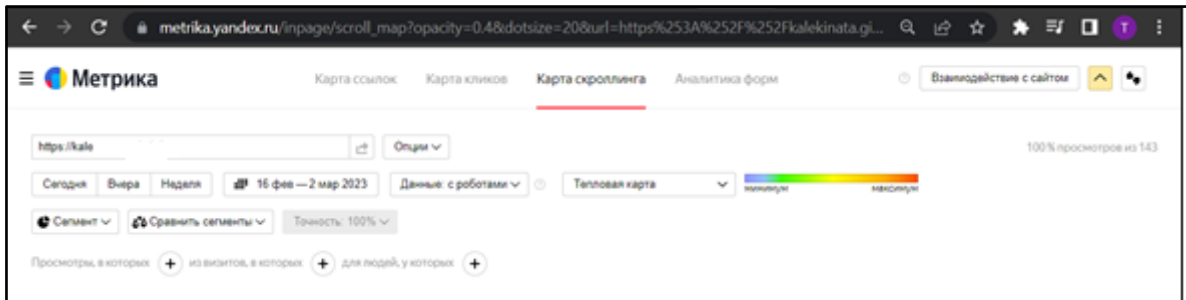 metrika.yandex.ru/inpage/scroll_map?opacity=0.4&dotsize=20&url=https%253A%252F%252Fkalekinata.gi... T
Метрика Карта ссылок Карта кликов Карта скроллинга Аналитика форм Взаимодействие с сайтом
https://kale Опции 100% просмотров из 143
Сегодня Вчера Неделя 16 фев — 2 мар 2023 Данные: с роботами Тепловая карта минимум максимум
Сегмент Сравнить сегменты Точность: 100%
Просмотры, в которых + из визитов, в которых + для людей, у которых +